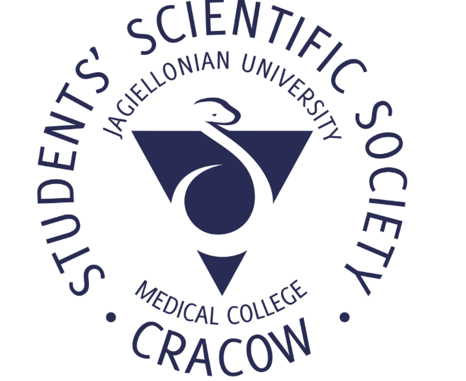 STUDENTS' SCIENTIFIC SOCIETY
JAGIELLONIAN UNIVERSITY
MEDICAL COLLEGE
• CRACOW •